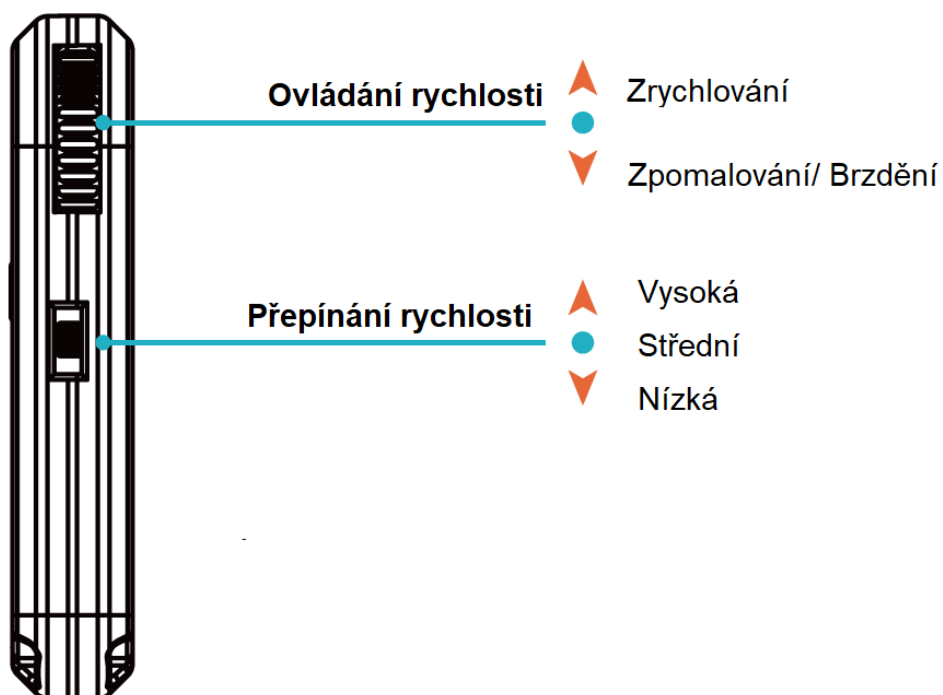 Ovládání rychlosti
Zrychlování
Zpomalování/ Brzdění
Přepínání rychlosti
Vysoká
Střední
Nízká